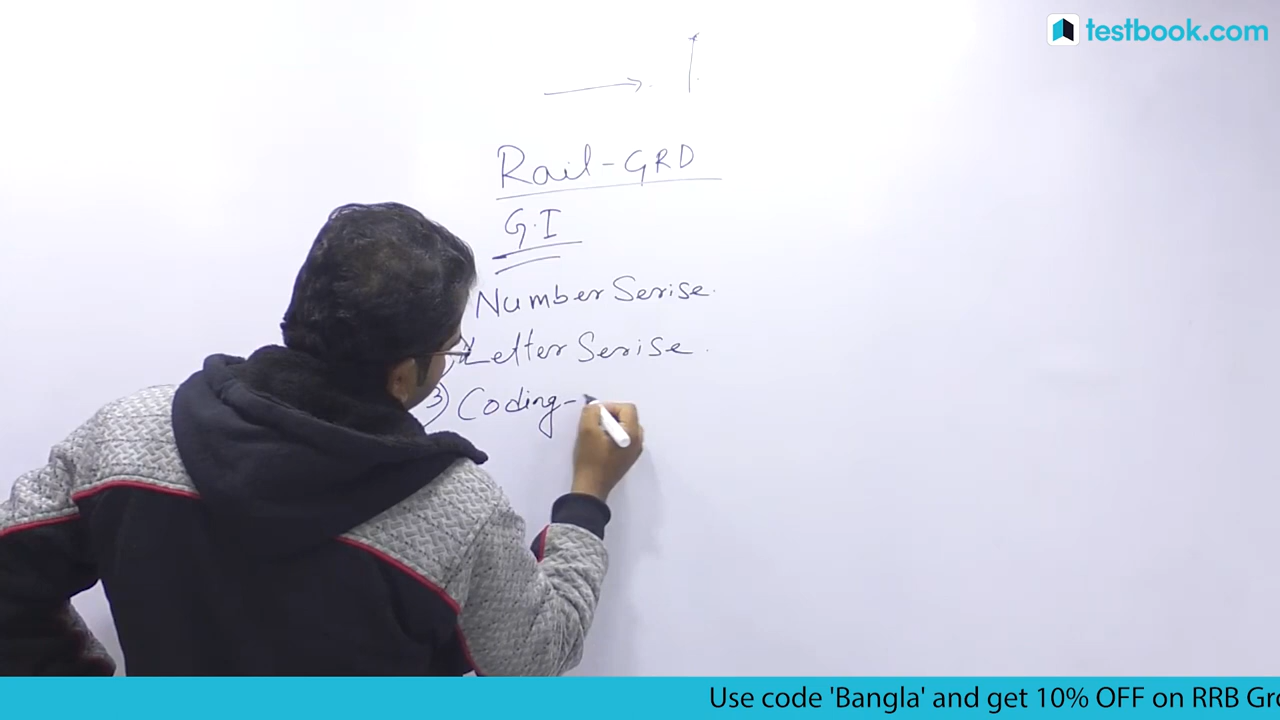 testbook.com
Rail-GRD
G.I
Number Serise.
Letter Serise.
3) Coding-
Use code 'Bangla' and get 10% OFF on RRB Gro